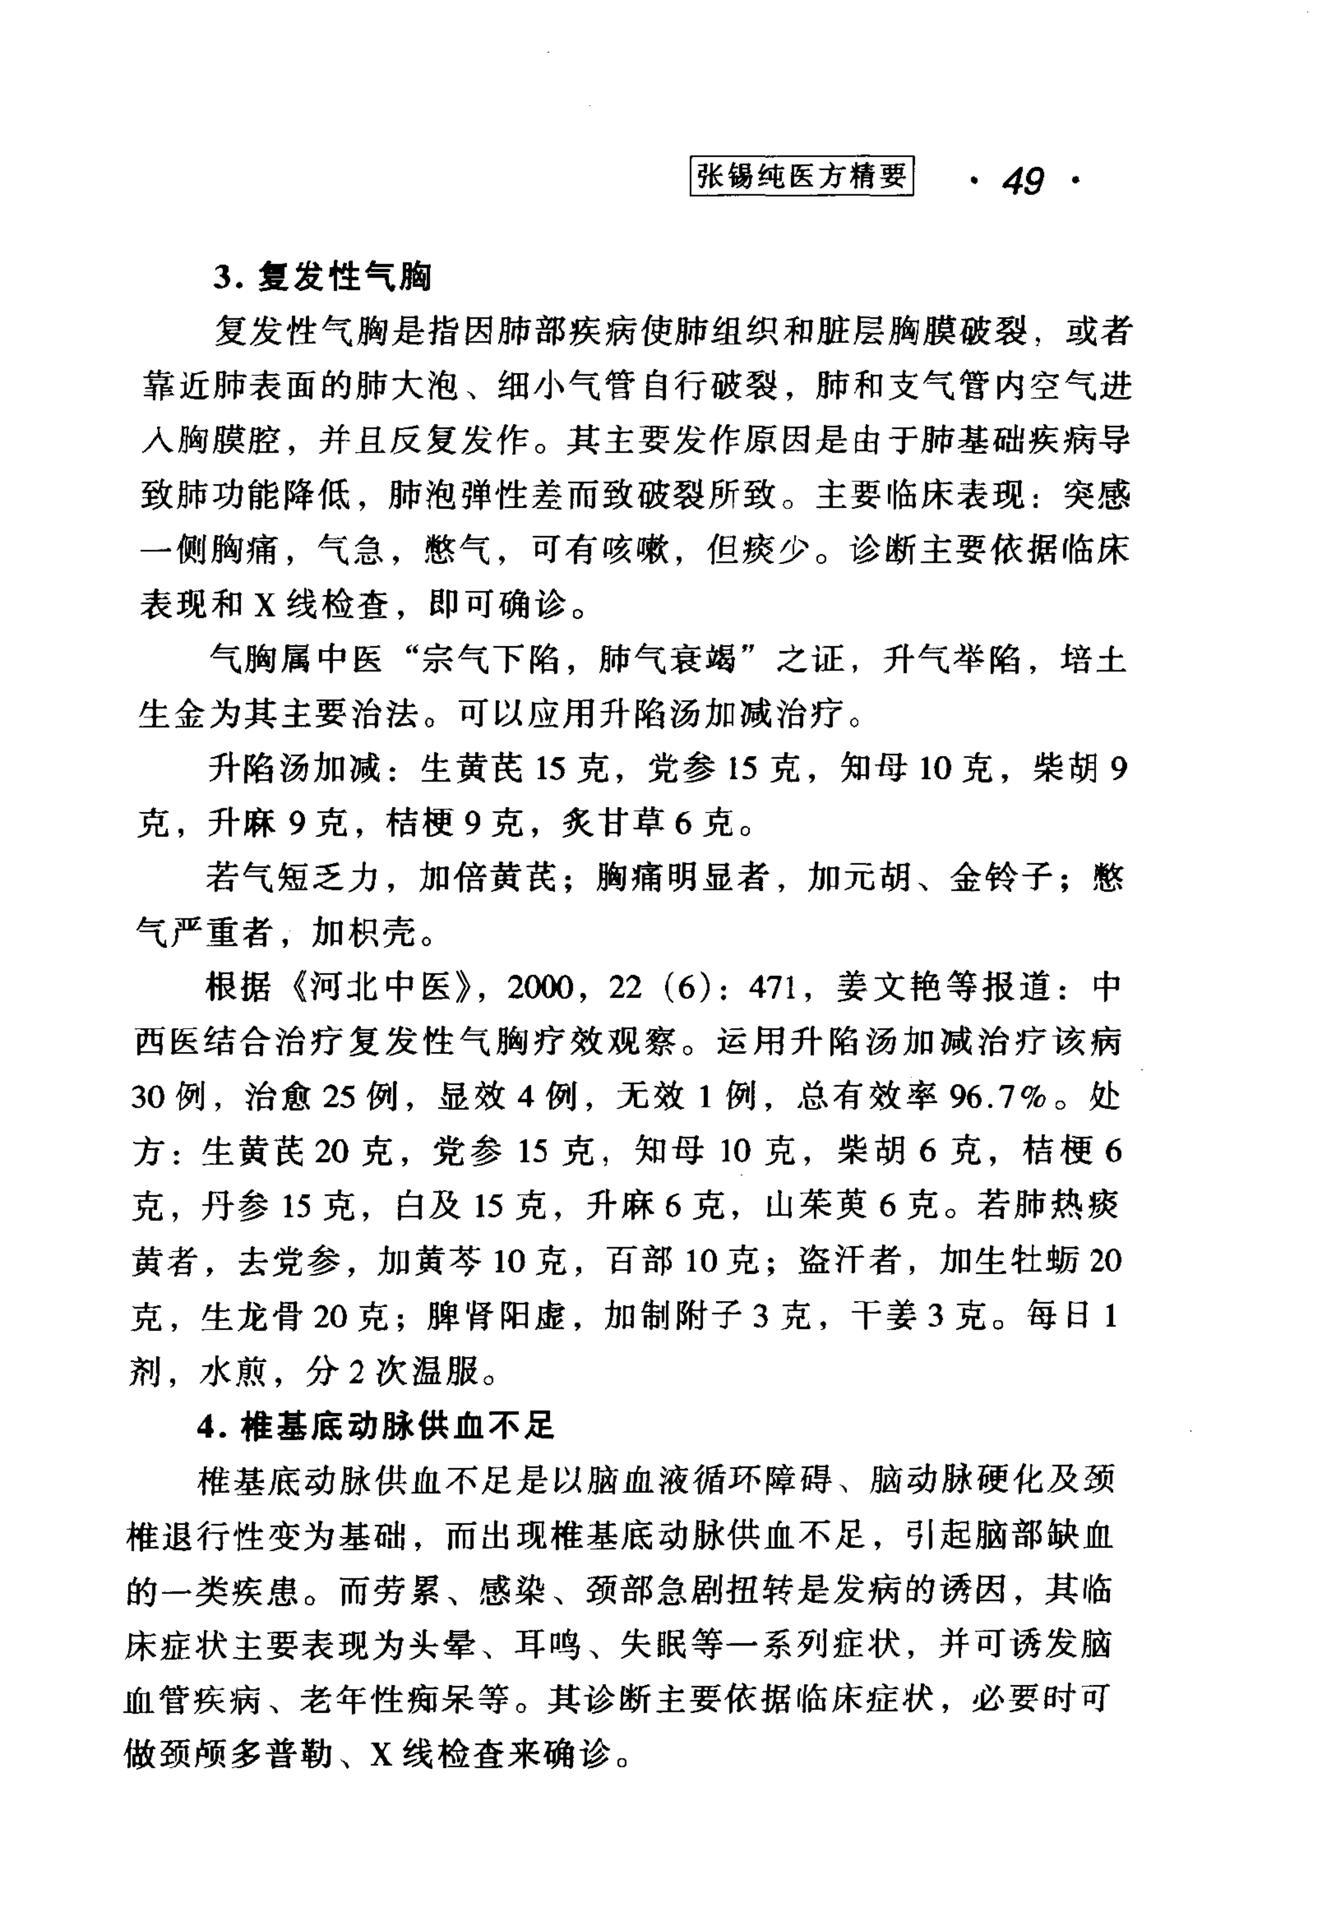 张锡纯医方精要 · 49 ·
3. 复发性气胸
复发性气胸是指因肺部疾病使肺组织和脏层胸膜破裂，或者
靠近肺表面的肺大泡、细小气管自行破裂，肺和支气管内空气进
入胸膜腔，并且反复发作。其主要发作原因是由于肺基础疾病导
致肺功能降低，肺泡弹性差而致破裂所致。主要临床表现：突感
一侧胸痛，气急，憋气，可有咳嗽，但痰少。诊断主要依据临床
表现和 X 线检查，即可确诊。
气胸属中医“宗气下陷，肺气衰竭”之证，升气举陷，培土
生金为其主要治法。可以应用升陷汤加减治疗。
升陷汤加减：生黄芪 15 克，党参 15 克，知母 10 克，柴胡 9
克，升麻 9 克，桔梗 9 克，炙甘草 6 克。
若气短乏力，加倍黄芪；胸痛明显者，加元胡、金铃子；憋
气严重者，加枳壳。
根据《河北中医》，2000，22（6）：471，姜文艳等报道：中
西医结合治疗复发性气胸疗效观察。运用升陷汤加减治疗该病
30 例，治愈 25 例，显效 4 例，无效 1 例，总有效率 96.7%。处
方：生黄芪 20 克，党参 15 克，知母 10 克，柴胡 6 克，桔梗 6
克，丹参 15 克，白及 15 克，升麻 6 克，山茱萸 6 克。若肺热痰
黄者，去党参，加黄芩 10 克，百部 10 克；盗汗者，加生牡蛎 20
克，生龙骨 20 克；脾肾阳虚，加制附子 3 克，干姜 3 克。每日 1
剂，水煎，分 2 次温服。
4. 椎基底动脉供血不足
椎基底动脉供血不足是以脑血液循环障碍、脑动脉硬化及颈
椎退行性变为基础，而出现椎基底动脉供血不足，引起脑部缺血
的一类疾患。而劳累、感染、颈部急剧扭转是发病的诱因，其临
床症状主要表现为头晕、耳鸣、失眠等一系列症状，并可诱发脑
血管疾病、老年性痴呆等。其诊断主要依据临床症状，必要时可
做颈颅多普勒、X 线检查来确诊。